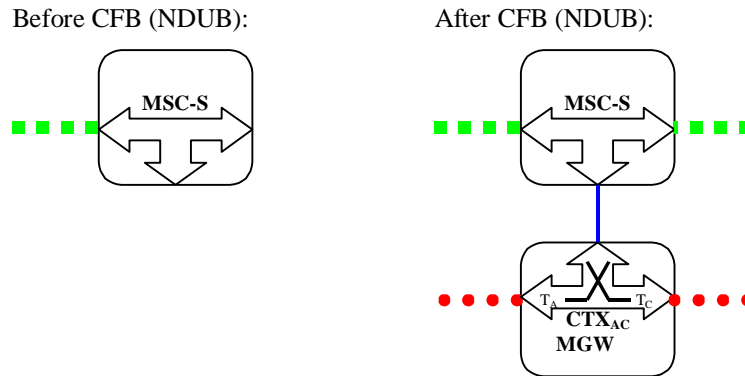 Before CFB (NDUB):
After CFB (NDUB):
MSC-S
MSC-S
TA
TC
CTXAC
MGW